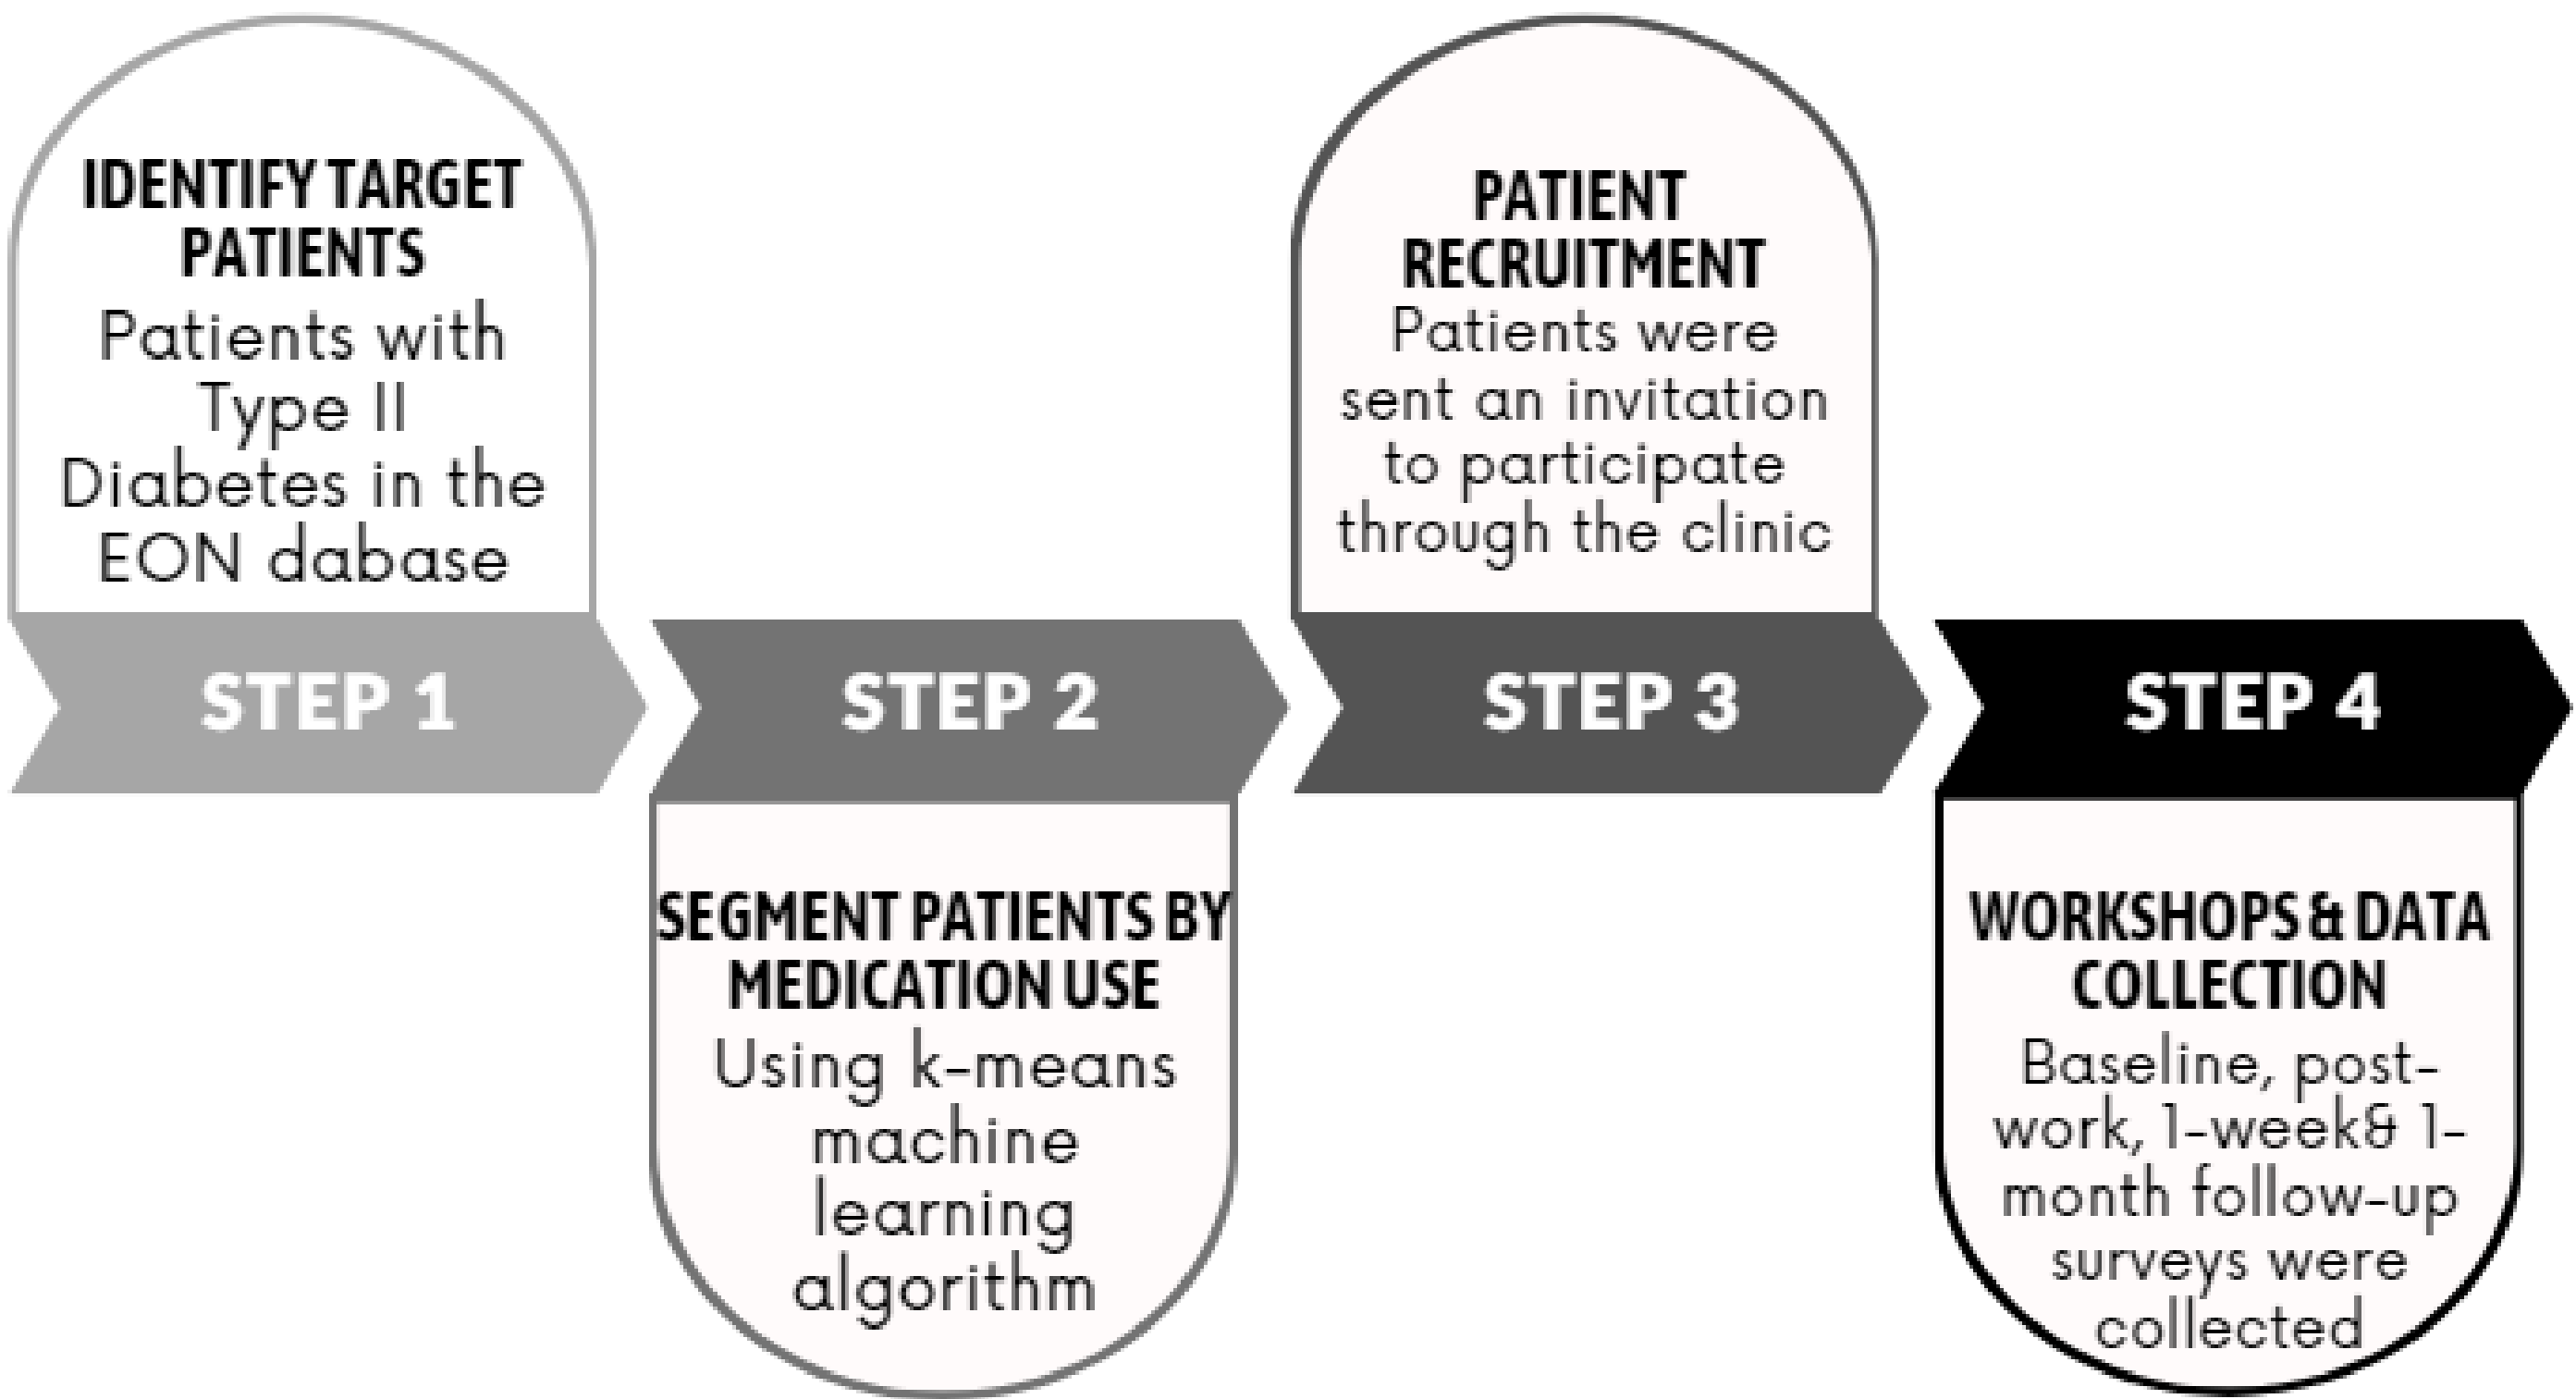 IDENTIFY TARGET
PATIENTS
Patients with
Type II
Diabetes in the
EON dabase
STEP 1
STEP 2
SEGMENT PATIENTS BY
MEDICATION USE
Using k-means
machine
learning
algorithm
PATIENT
RECRUITMENT
Patients were
sent an invitation
to participate
through the clinic
STEP 3
STEP 4
WORKSHOPS & DATA
COLLECTION
Baseline, post-
work, 1-week& 1-
month follow-up
surveys were
collected